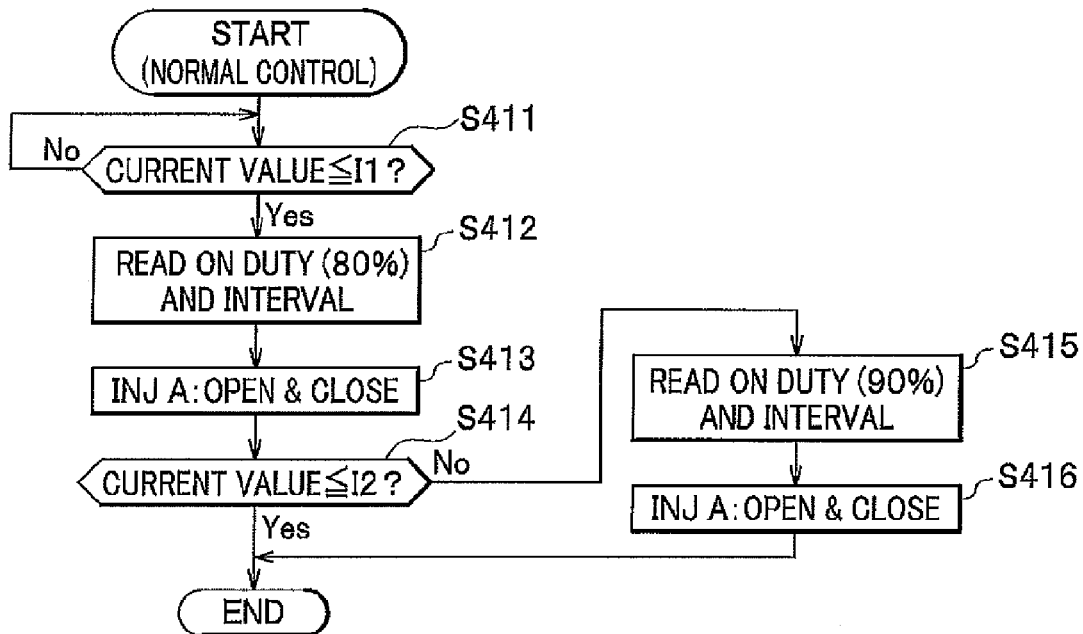 START
(NORMAL CONTROL)
S411
No
CURRENT VALUE≦I1?
Yes
S412
READ ON DUTY (80%)
AND INTERVAL
S413
INJ A:OPEN & CLOSE
S414
CURRENT VALUE≦I2?
No
Yes
S415
READ ON DUTY (90%)
AND INTERVAL
S416
INJ A:OPEN & CLOSE
END